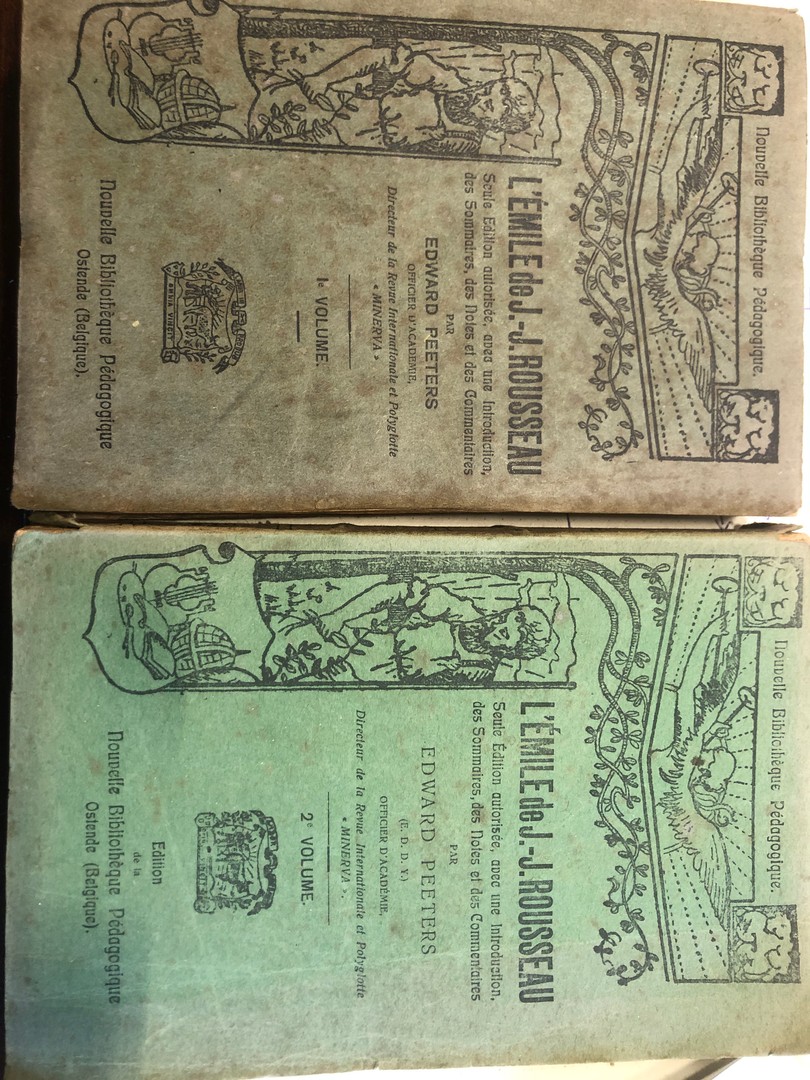 Nouvelle Bibliothèque Pédagogique.
L'ÉMILE de J.-J. ROUSSEAU
Seule Édition autorisée, avec une Introduction,
des Sommaires, des Notes et des Commentaires
PAR
EDWARD PEETERS
OFFICIER D'ACADÉMIE,
Directeur de la Revue Internationale et Polyglotte
« MINERVA »
1e VOLUME.
Nouvelle Bibliothèque Pédagogique
Ostende (Belgique).
Nouvelle Bibliothèque Pédagogique.
L'ÉMILE de J.-J. ROUSSEAU
Seule Édition autorisée, avec une Introduction,
des Sommaires, des Notes et des Commentaires
PAR
EDWARD PEETERS
(E. D. D. Y.)
OFFICIER D'ACADÉMIE,
Directeur de la Revue Internationale et Polyglotte
« MINERVA ».
2e VOLUME.
Edition
de la
Nouvelle Bibliothèque Pédagogique
Ostende (Belgique).